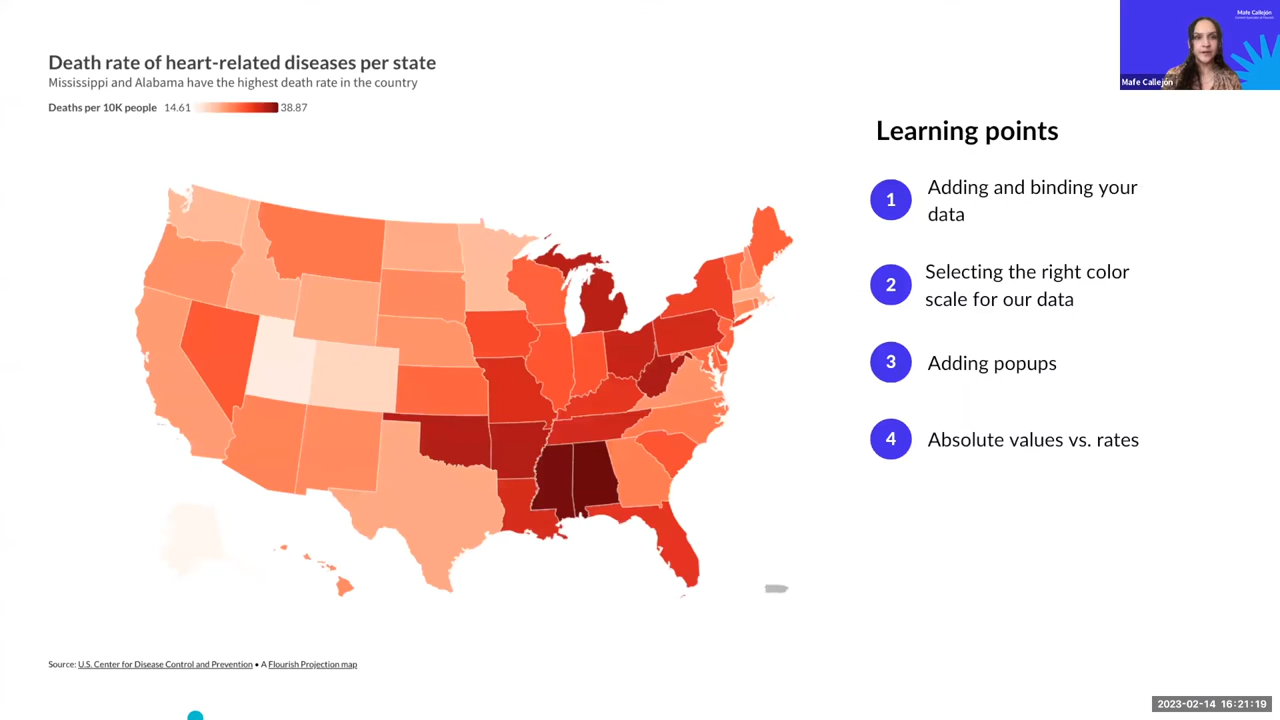 Death rate of heart-related diseases per state
Mississippi and Alabama have the highest death rate in the country
Deaths per 10K people 14.61 38.87
Mafe Callejón
Mafe Callejón
Learning points
1 Adding and binding your
data
2 Selecting the right color
scale for our data
3 Adding popups
4 Absolute values vs. rates
Source: U.S. Center for Disease Control and Prevention • A Flourish Projection map
2023-02-14 16:21:19